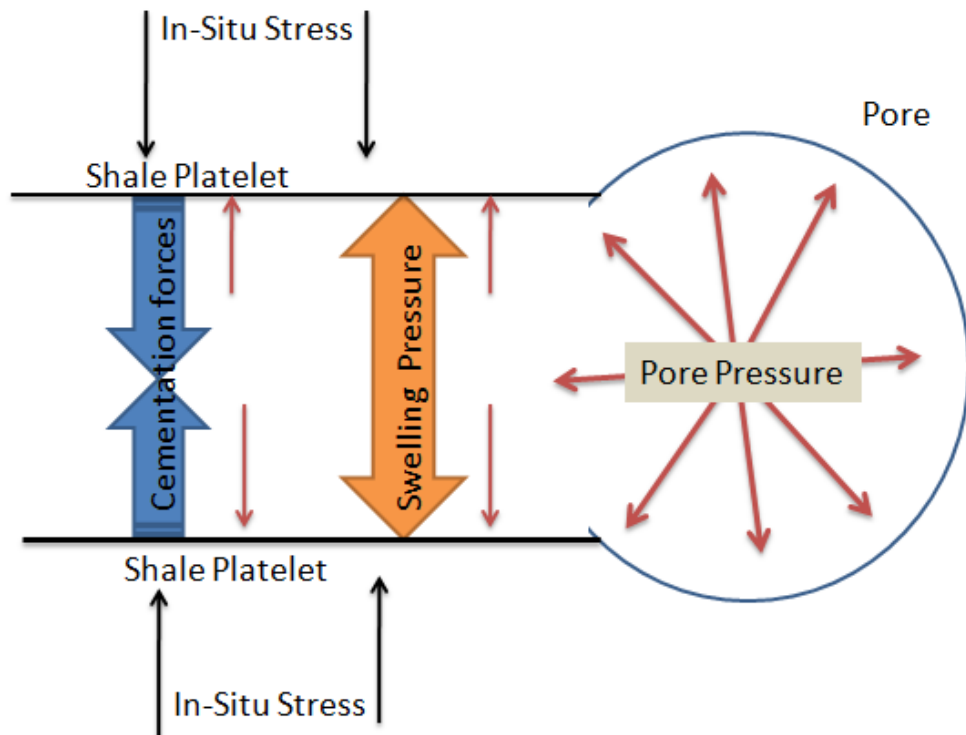 In-Situ Stress
Pore
Shale Platelet
Cementation forces
Swelling Pressure
Pore Pressure
Shale Platelet
In-Situ Stress